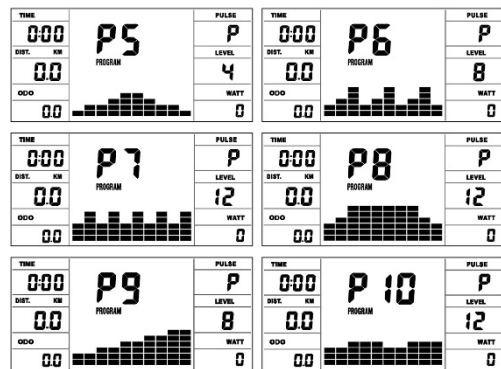 TIME PULSE
0:00 P5 P
DIST. KM LEVEL
0.0 PROGRAM 4
ODO WATT
0.0 0
TIME PULSE
0:00 P6 P
DIST. KM LEVEL
0.0 PROGRAM 8
ODO WATT
0.0 0
TIME PULSE
0:00 P7 P
DIST. KM LEVEL
0.0 PROGRAM 12
ODO WATT
0.0 0
TIME PULSE
0:00 P8 P
DIST. KM LEVEL
0.0 PROGRAM 12
ODO WATT
0.0 0
TIME PULSE
0:00 P9 P
DIST. KM LEVEL
0.0 PROGRAM 8
ODO WATT
0.0 0
TIME PULSE
0:00 P10 P
DIST. KM LEVEL
0.0 PROGRAM 12
ODO WATT
0.0 0